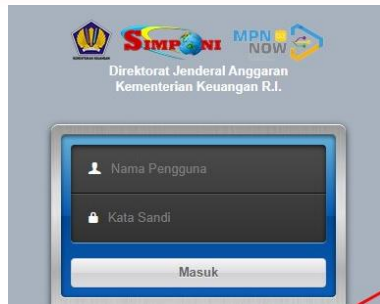 SIMPONI MPN
NOW
Direktorat Jenderal Anggaran
Kementerian Keuangan R.I.
Nama Pengguna
Kata Sandi
Masuk